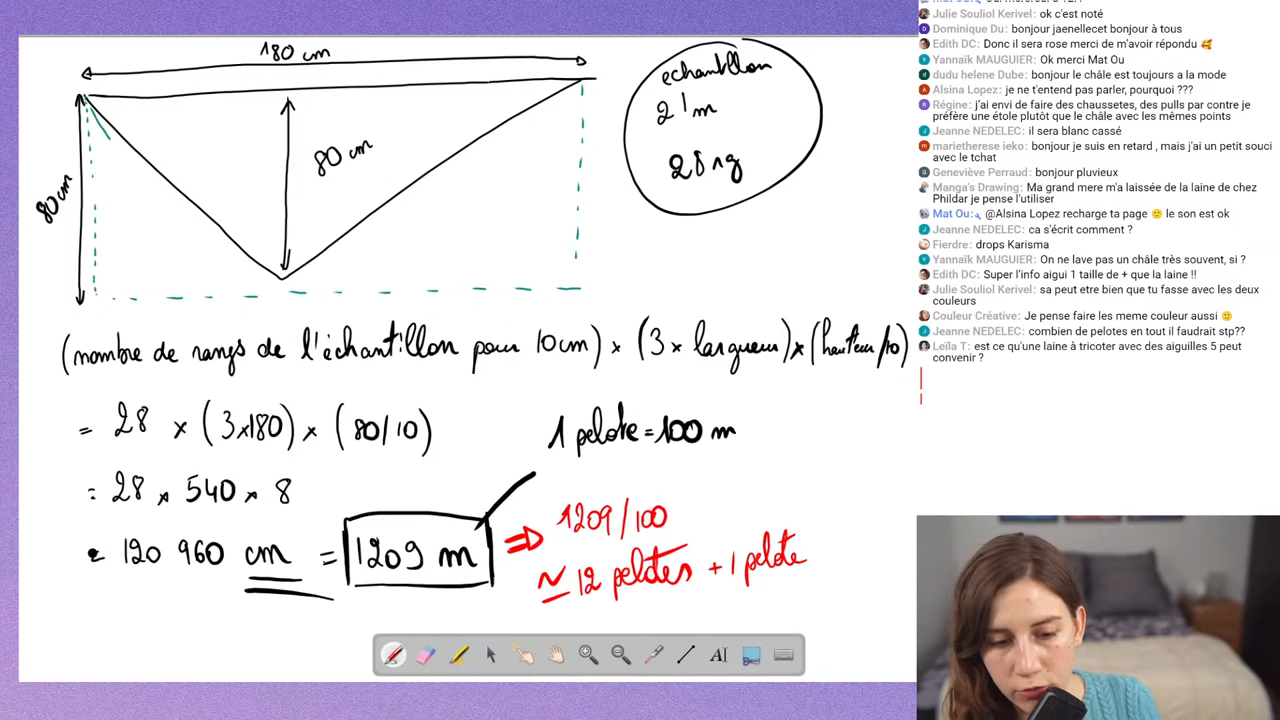 180 cm
80 cm
80cm
echantillon
21 m
28 rg
(nombre de rangs de l'échantillon pour 10cm) × (3 × largueur) × (hauteur/10)
= 28 × (3×180) × (80/10)
1 pelote = 100 m
= 28 × 540 × 8
= 120 960 cm = 1209 m
⇒ 1209/100
≃ 12 pelotes + 1 pelote
Julie Souliol Kerivel: ok c'est noté
Dominique Du: bonjour jaenellecet bonjour à tous
Edith DC: Donc il sera rose merci de m'avoir répondu 🥰
Yannaïk MAUGUIER: Ok merci Mat Ou
dudu helene Dube: bonjour le châle est toujours a la mode
Alsina Lopez: je ne t'entend pas parler, pourquoi ???
Régine: j'ai envi de faire des chaussetes, des pulls par contre je
préfère une étole plutôt que le châle avec les mêmes points
Jeanne NEDELEC: il sera blanc cassé
marietherese ieko: bonjour je suis en retard , mais j'ai un petit souci
avec le tchat
Geneviève Perraud: bonjour pluvieux
Manga's Drawing: Ma grand mere m'a laissée de la laine de chez
Phildar je pense l'utiliser
Mat Ou: @Alsina Lopez recharge ta page 🙂 le son est ok
Jeanne NEDELEC: ca s'écrit comment ?
Fierdre: drops Karisma
Yannaïk MAUGUIER: On ne lave pas un châle très souvent, si ?
Edith DC: Super l'info aigui 1 taille de + que la laine !!
Julie Souliol Kerivel: sa peut etre bien que tu fasse avec les deux
couleurs
Couleur Créative: Je pense faire les meme couleur aussi 🙂
Jeanne NEDELEC: combien de pelotes en tout il faudrait stp??
Leïla T: est ce qu'une laine à tricoter avec des aiguilles 5 peut
convenir ?